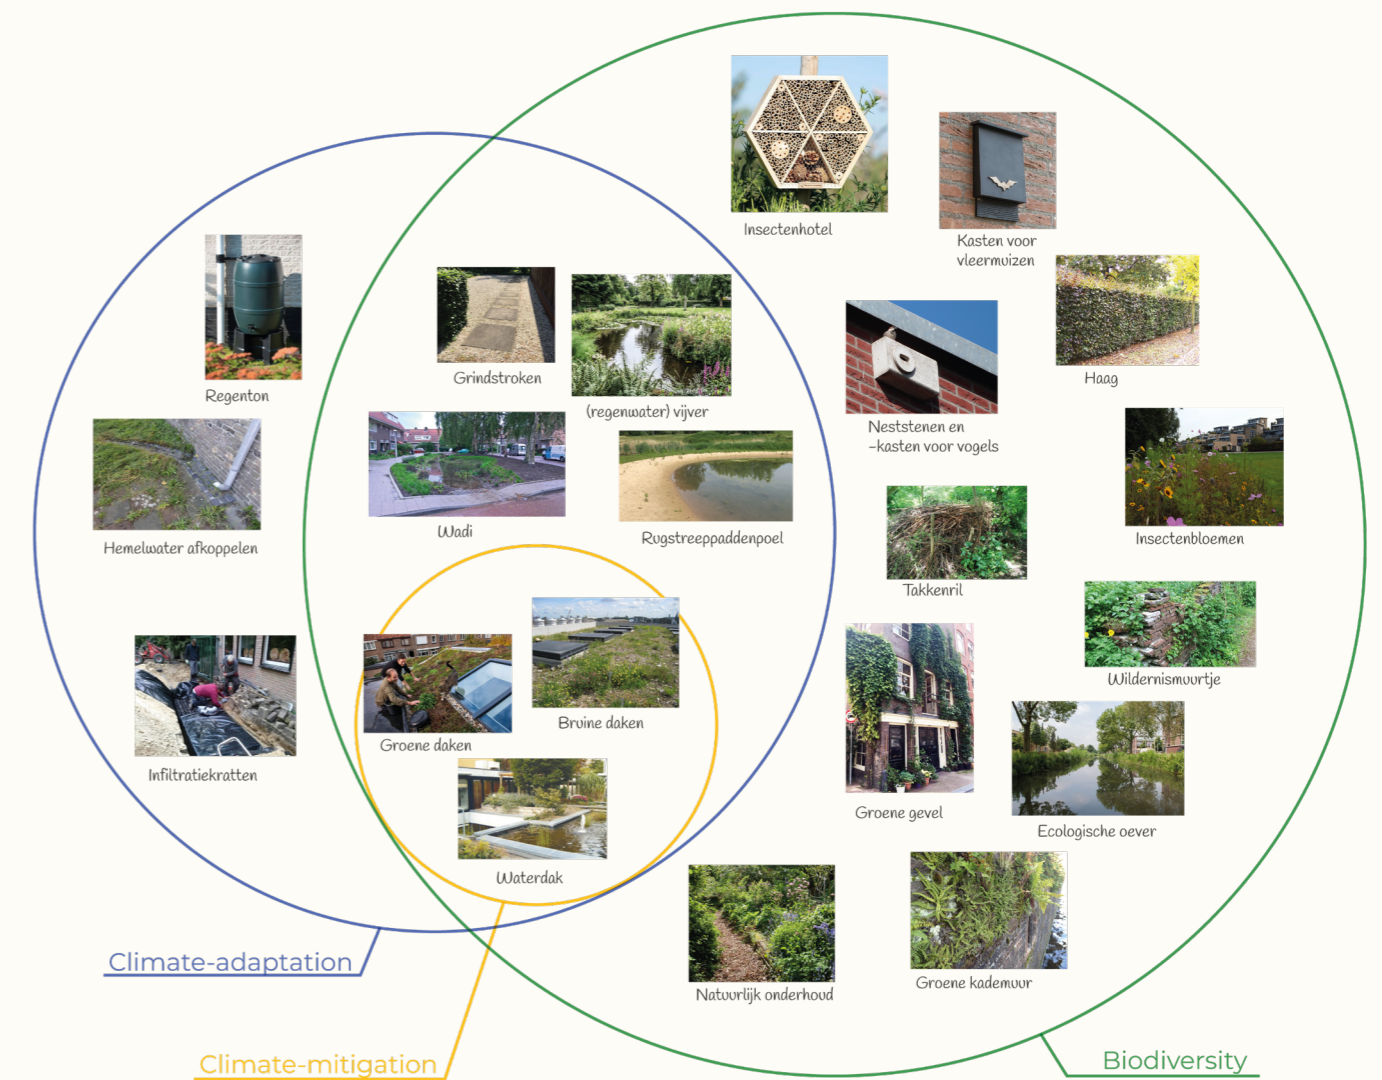 Insectenhotel
Kasten voor
vleermuizen
Regenton
Grindstroken
(regenwater) vijver
Haag
Neststenen en
-kasten voor vogels
Hemelwater afkoppelen
Wadi
Rugstreeppaddenpoel
Insectenbloemen
Takkenril
Wildernismuurtje
Infiltratiekratten
Groene daken
Bruine daken
Waterdak
Groene gevel
Ecologische oever
Natuurlijk onderhoud
Groene kademuur
Climate-adaptation
Climate-mitigation
Biodiversity